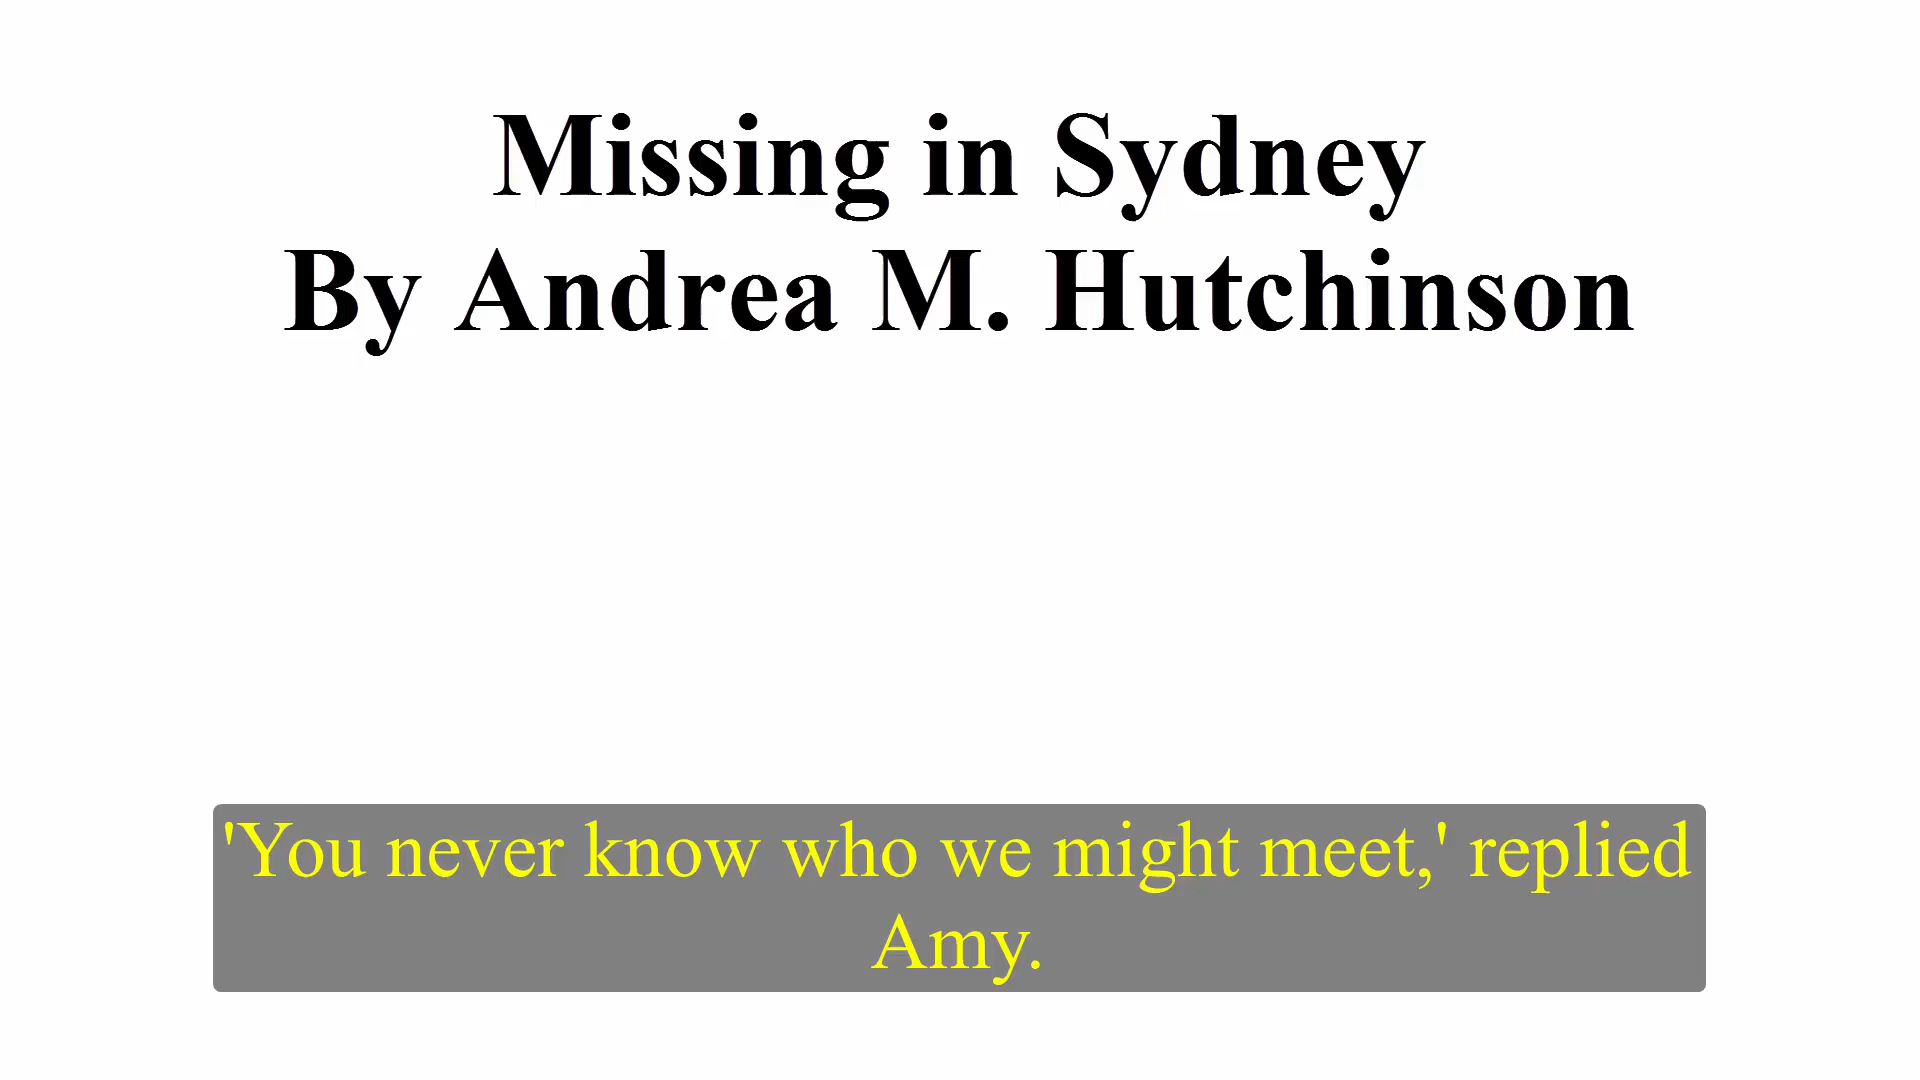 Missing in Sydney
By Andrea M. Hutchinson
'You never know who we might meet,' replied
Amy.